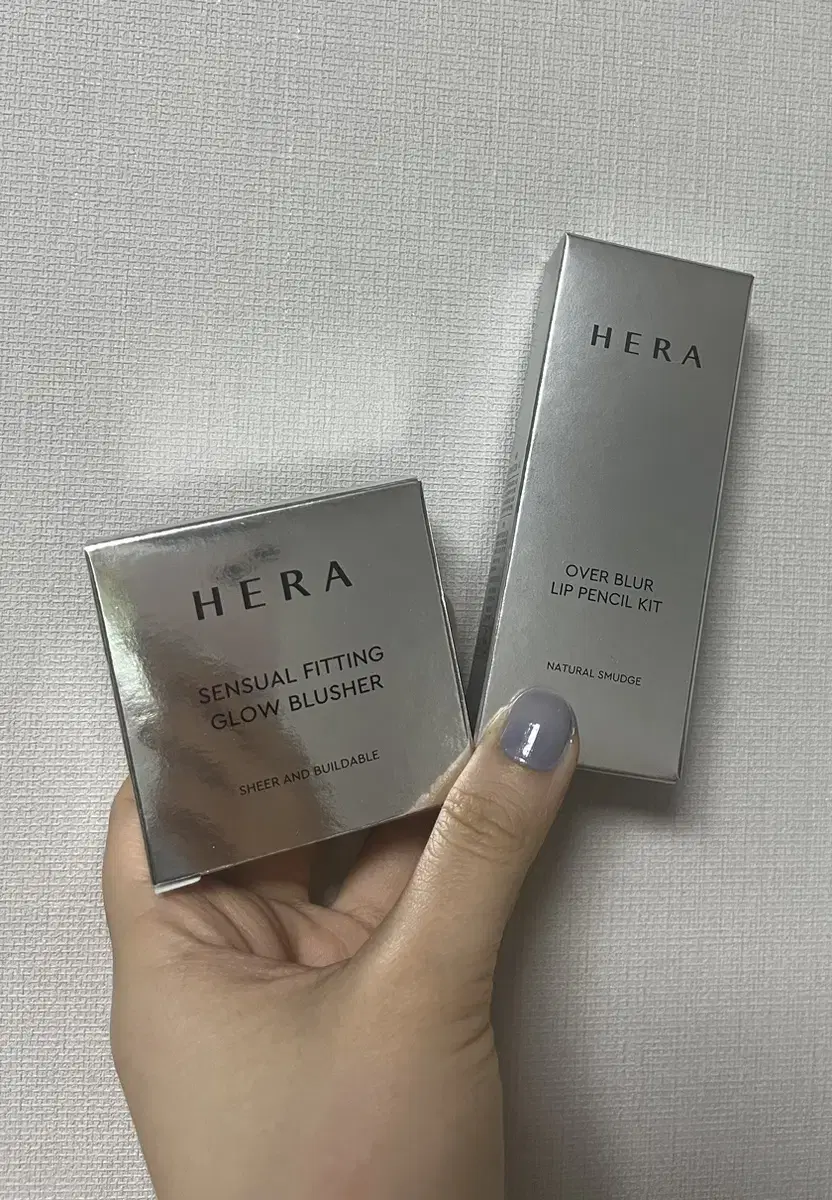 HERA
SENSUAL FITTING
GLOW BLUSHER
SHEER AND BUILDABLE
HERA
OVER BLUR
LIP PENCIL KIT
NATURAL SMUDGE